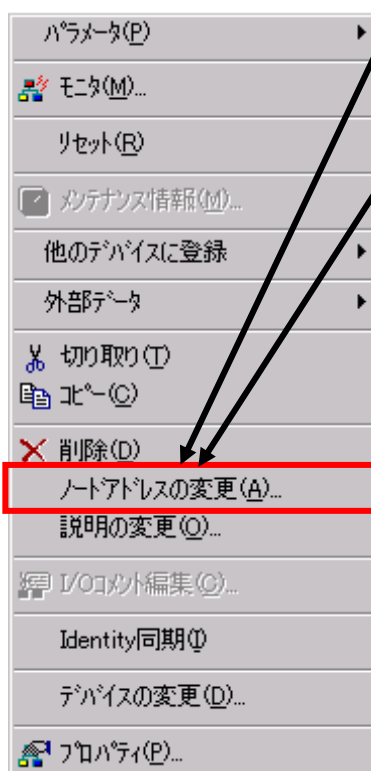 ﾊﾟﾗﾒｰﾀ(P)
ﾓﾆﾀ(M)...
ﾘｾｯﾄ(R)
ﾒﾝﾃﾅﾝｽ情報(M)...
他のﾃﾞﾊﾞｲｽに登録
外部ﾃﾞｰﾀ
切り取り(T)
ｺﾋﾟｰ(C)
削除(D)
ﾉｰﾄﾞｱﾄﾞﾚｽの変更(A)...
説明の変更(O)...
I/Oｺﾒﾝﾄ編集(C)...
Identity同期(I)
ﾃﾞﾊﾞｲｽの変更(D)...
ﾌﾟﾛﾊﾟﾃｨ(P)...